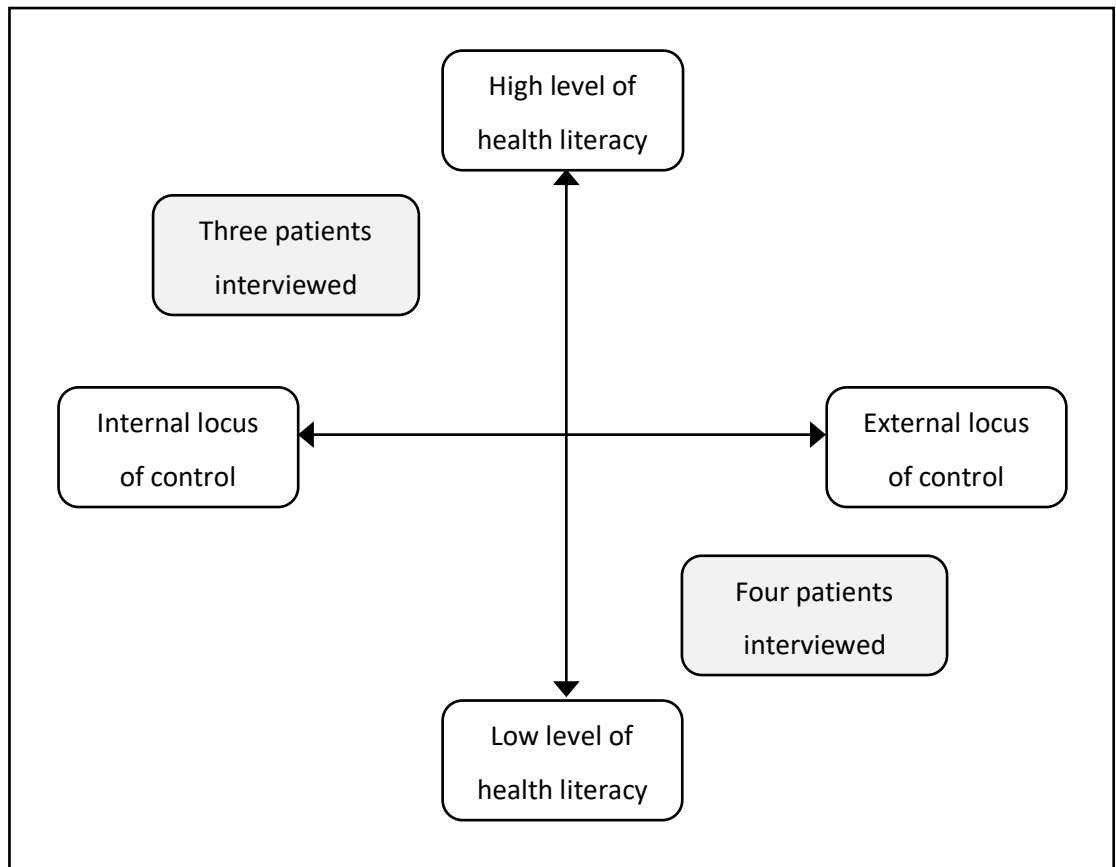 High level of
health literacy
Three patients
interviewed
Internal locus
of control
External locus
of control
Four patients
interviewed
Low level of
health literacy